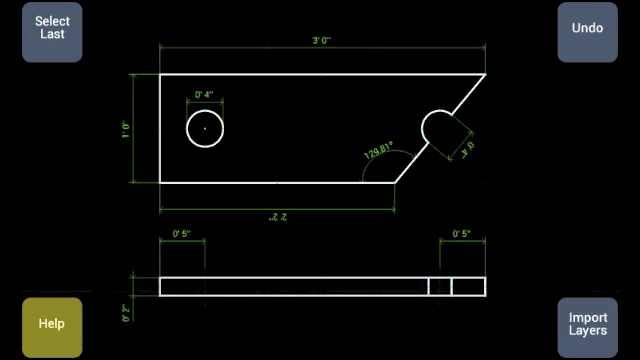 Select
Last
Undo
3' 0"
0' 4"
1' 0"
129.81°
0' 4"
2' 2"
0' 5"
0' 5"
0' 2"
Help
Import
Layers